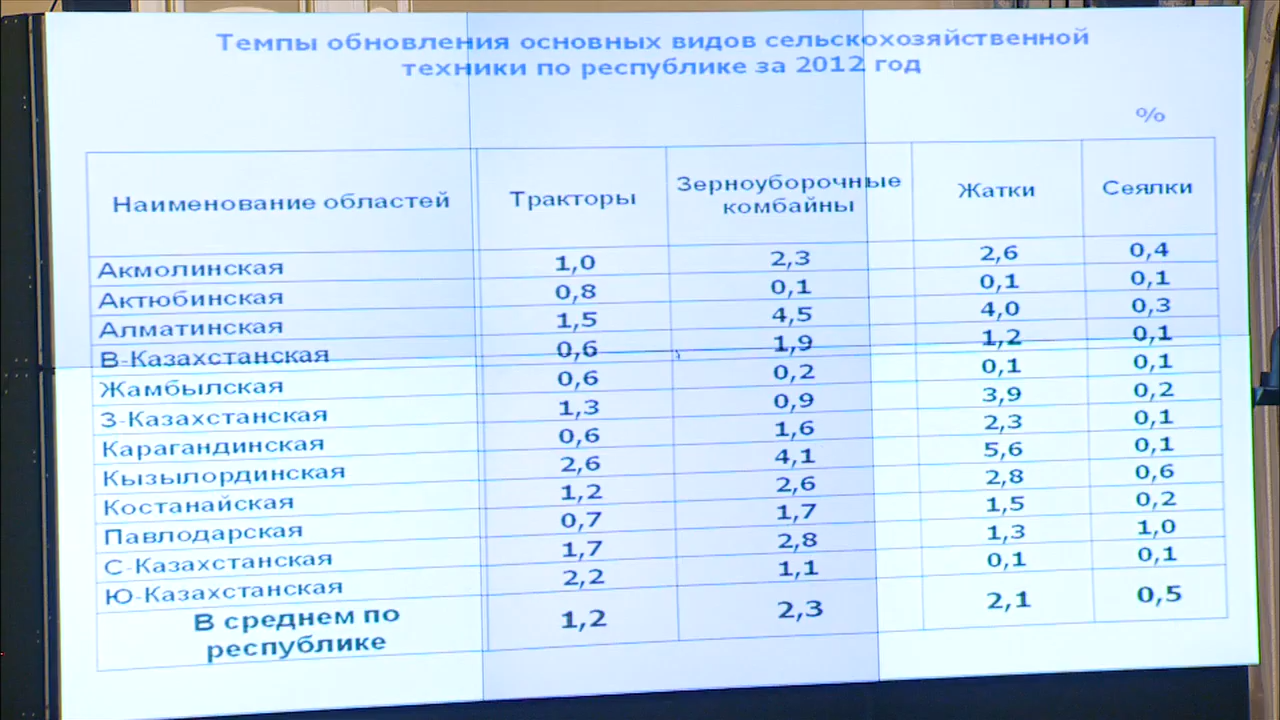 Темпы обновления основных видов сельскохозяйственной
техники по республике за 2012 год
%
Наименование областей Тракторы Зерноуборочные комбайны Жатки Сеялки
Акмолинская 1,0 2,3 2,6 0,4
Актюбинская 0,8 0,1 0,1 0,1
Алматинская 1,5 4,5 4,0 0,3
В-Казахстанская 0,6 1,9 1,2 0,1
Жамбылская 0,6 0,2 0,1 0,1
З-Казахстанская 1,3 0,9 3,9 0,2
Карагандинская 0,6 1,6 2,3 0,1
Кызылординская 2,6 4,1 5,6 0,1
Костанайская 1,2 2,6 2,8 0,6
Павлодарская 0,7 1,7 1,5 0,2
С-Казахстанская 1,7 2,8 1,3 1,0
Ю-Казахстанская 2,2 1,1 0,1 0,1
В среднем по республике 1,2 2,3 2,1 0,5